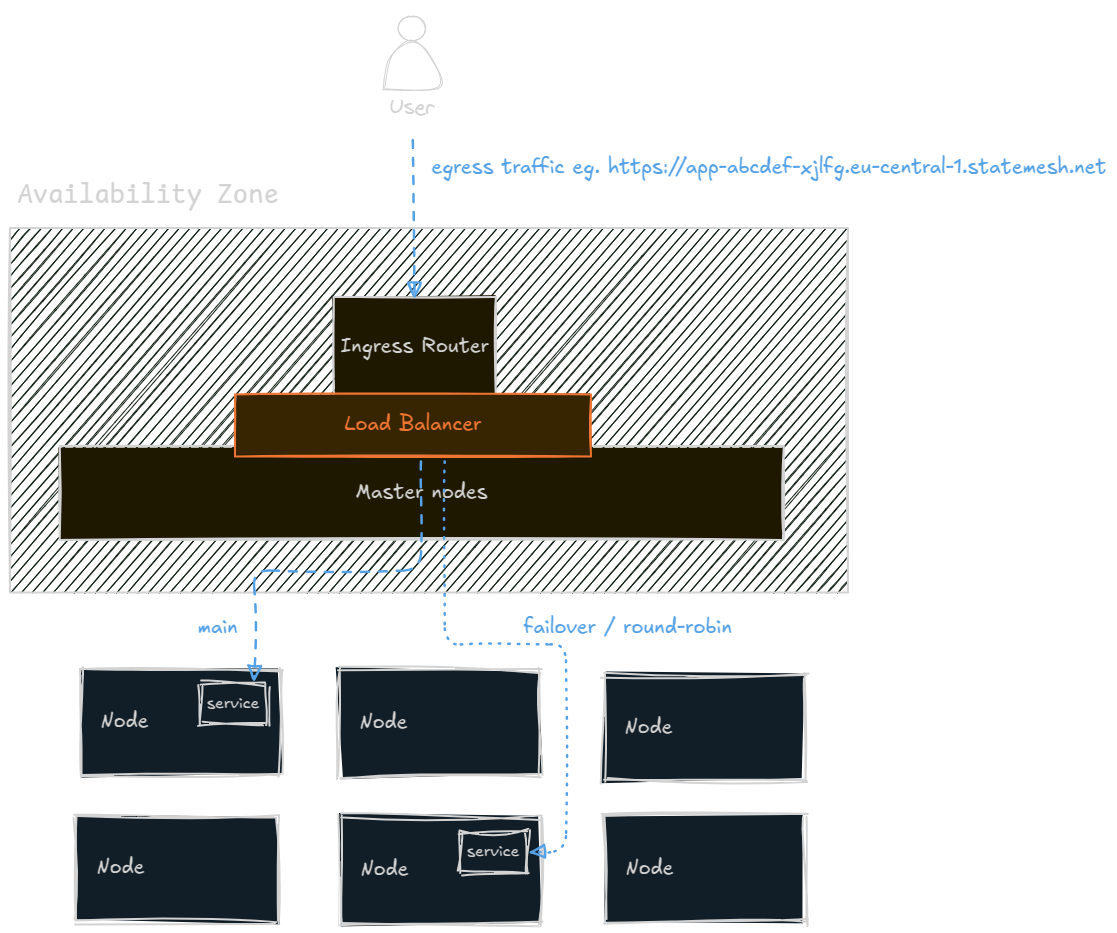 User
egress traffic eg. https://app-abcdef-xjlfg.eu-central-1.statemesh.net
Availability Zone
Ingress Router
Load Balancer
Master nodes
main
failover / round-robin
service
Node
Node
Node
service
Node
Node
Node